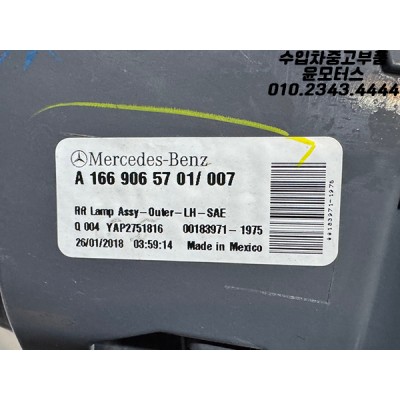 수입차중고부품
윤모터스
010.2343.4444
Mercedes-Benz
A 166 906 57 01/ 007
RR Lamp Assy-Outer-LH-SAE
Q 004 YAP2751816 00183971-1975
26/01/2018 03:59:14 Made in Mexico
00183971-1975